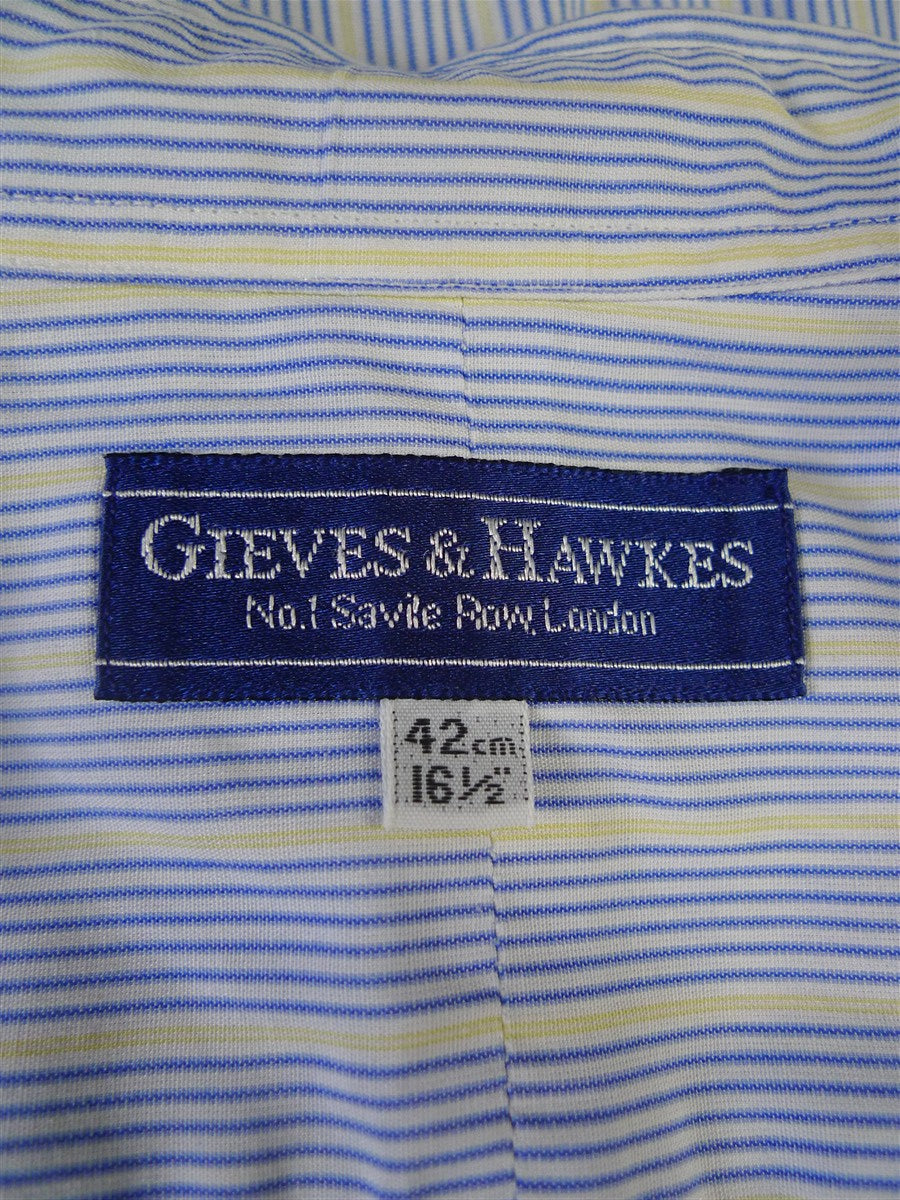 GIEVES & HAWKES
No.1 Savile Row, London
42cm
16½"